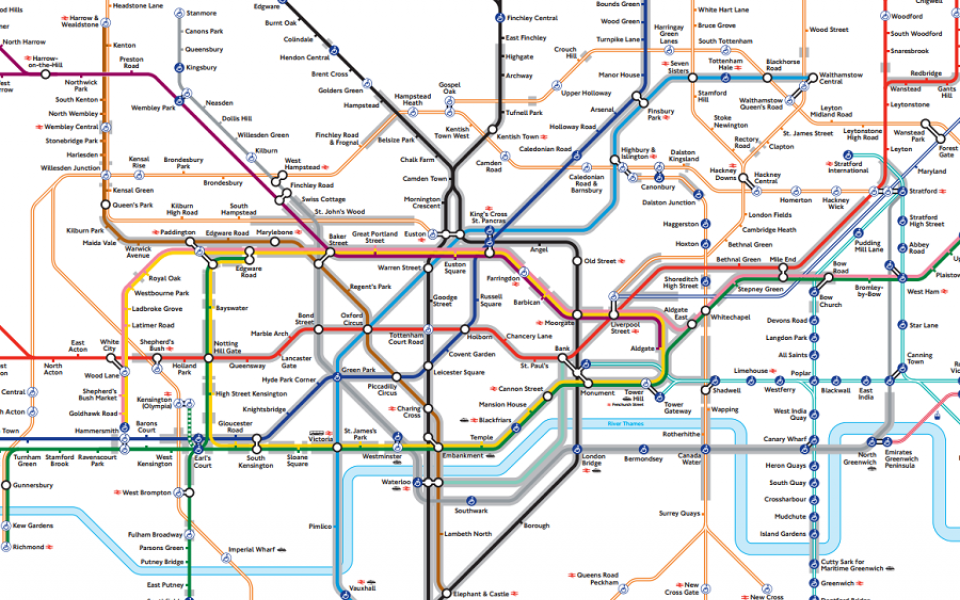 Headstone Lane
Stanmore
Edgware
Bounds Green
White Hart Lane
Chigwell
Harrow &
Wealdstone
Canons Park
Burnt Oak
Finchley Central
Wood Green
Harringay
Green
Lanes
Bruce Grove
Wood Street
Woodford
North Harrow
Kenton
Queensbury
Colindale
East Finchley
Turnpike Lane
South Tottenham
South Woodford
Harrow-
on-the-Hill
Preston
Road
Kingsbury
Hendon Central
Highgate
Crouch
Hill
Seven
Sisters
Tottenham
Hale
Blackhorse
Road
Snaresbrook
Northwick
Park
Brent Cross
Archway
Manor House
Walthamstow
Central
Redbridge
South Kenton
Wembley Park
Neasden
Golders Green
Gospel
Oak
Upper Holloway
Stamford
Hill
Walthamstow
Queen's Road
Wanstead
Gants
Hill
North Wembley
Dollis Hill
Hampstead
Hampstead
Heath
Tufnell Park
Arsenal
Finsbury
Park
Leyton
Midland Road
Leytonstone
Wembley Central
Willesden Green
Finchley Road
& Frognal
Kentish
Town West
Kentish Town
Holloway Road
Stoke
Newington
St. James Street
Leytonstone
High Road
Wanstead
Park
Stonebridge Park
Belsize Park
Rectory
Road
Clapton
Leyton
Forest
Gate
Harlesden
Kensal
Rise
Brondesbury
Park
Kilburn
West
Hampstead
Chalk Farm
Camden
Road
Caledonian Road
Highbury &
Islington
Dalston
Kingsland
Hackney
Downs
Hackney
Central
Stratford
International
Maryland
Willesden Junction
Brondesbury
Finchley Road
Camden Town
Caledonian
Road &
Barnsbury
Canonbury
Homerton
Hackney
Wick
Stratford
Kensal Green
Swiss Cottage
Mornington
Crescent
Dalston Junction
Queen's Park
Kilburn
High Road
South
Hampstead
St. John's Wood
King's Cross
St. Pancras
Haggerston
London Fields
Stratford
High Street
Kilburn Park
Paddington
Edgware Road
Marylebone
Baker
Street
Great Portland
Street
Euston
Angel
Hoxton
Cambridge Heath
Pudding
Mill Lane
Maida Vale
Warwick
Avenue
Edgware
Road
Warren Street
Euston
Square
Old Street
Bethnal Green
Abbey
Road
Royal Oak
Farringdon
Bethnal Green
Mile End
Bow
Road
Plaistow
Westbourne Park
Regent's Park
Goodge
Street
Russell
Square
Barbican
Shoreditch
High Street
Stepney Green
Bow
Church
Bromley-
by-Bow
West Ham
Ladbroke Grove
Bayswater
Moorgate
Liverpool
Street
Aldgate
East
Whitechapel
Latimer Road
Bond
Street
Oxford
Circus
Tottenham
Court Road
Holborn
Chancery Lane
Devons Road
Star Lane
East
Acton
White
City
Shepherd's
Bush
Notting
Hill Gate
Marble Arch
Covent Garden
Bank
Aldgate
Langdon Park
North
Acton
Wood Lane
Holland
Park
Queensway
Lancaster
Gate
Green Park
Leicester Square
St. Paul's
All Saints
Canning
Town
Central
Shepherd's
Bush Market
High Street Kensington
Hyde Park Corner
Piccadilly
Circus
Cannon Street
Monument
Tower
Hill
Limehouse
Poplar
Kensington
(Olympia)
Mansion House
Tower
Gateway
Shadwell
Westferry
Blackwall
East
India
Goldhawk Road
Knightsbridge
Charing
Cross
Wapping
West India
Quay
Hammersmith
Barons
Court
Gloucester
Road
Victoria
St. James's
Park
Blackfriars
River Thames
Rotherhithe
Canary Wharf
Temple
Turnham
Green
Stamford
Brook
Ravenscourt
Park
West
Kensington
Earl's
Court
South
Kensington
Sloane
Square
Westminster
Embankment
London
Bridge
Bermondsey
Canada
Water
Heron Quays
North
Greenwich
Emirates
Greenwich
Peninsula
Gunnersbury
West Brompton
Waterloo
South Quay
Southwark
Crossharbour
Kew Gardens
Fulham Broadway
Pimlico
Borough
Surrey Quays
Mudchute
Richmond
Parsons Green
Imperial Wharf
Lambeth North
Island Gardens
Putney Bridge
Cutty Sark for
Maritime Greenwich
East Putney
Vauxhall
Elephant & Castle
Queens Road
Peckham
New
Cross Gate
New Cross
Greenwich